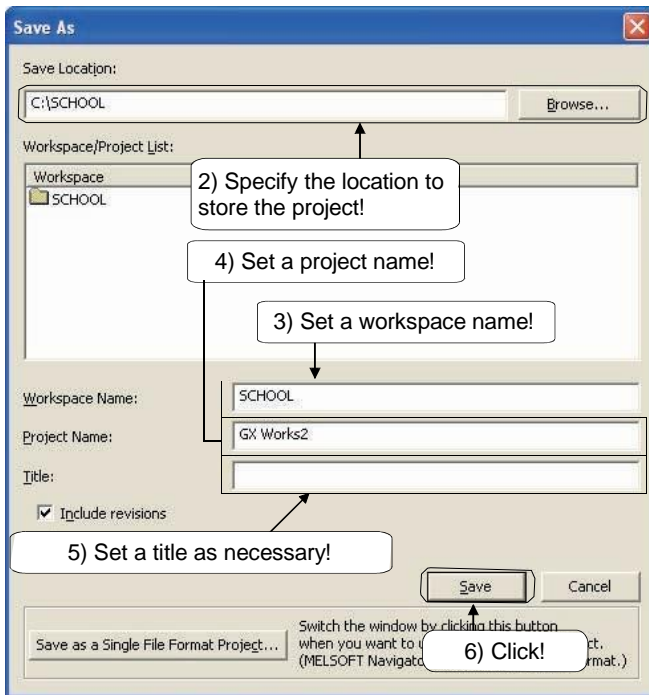 Save As
Save Location:
C:\SCHOOL
Browse...
Workspace/Project List:
Workspace
2) Specify the location to
store the project!
SCHOOL
4) Set a project name!
3) Set a workspace name!
Workspace Name:
SCHOOL
Project Name:
GX Works2
Title:
Include revisions
5) Set a title as necessary!
Save
Cancel
Save as a Single File Format Project...
Switch the window by clicking this button
when you want to
(MELSOFT
6) Click!